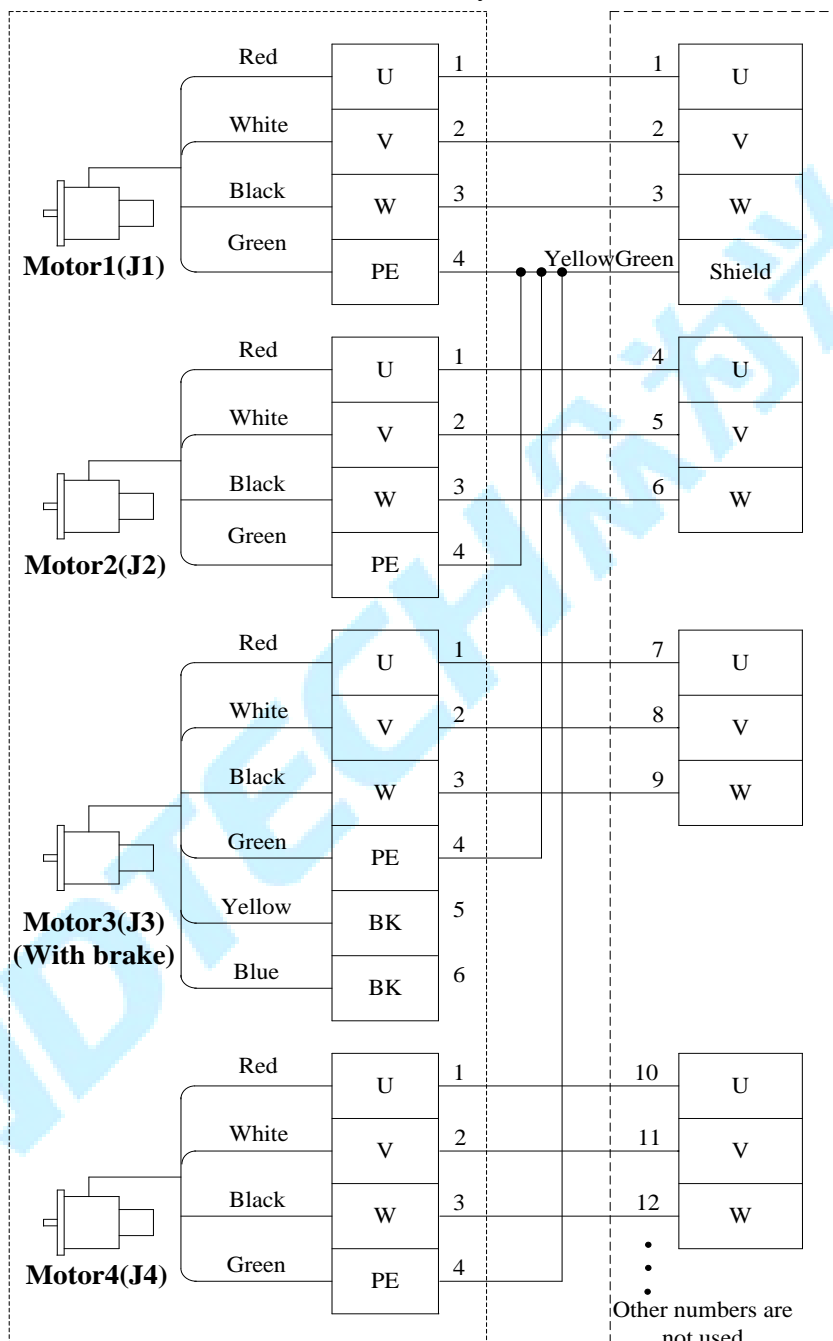 Red
U
1
1
U
White
V
2
2
V
Black
W
3
3
W
Green
PE
4
YellowGreen
Shield
Motor1(J1)
Red
U
1
4
U
White
V
2
5
V
Black
W
3
6
W
Green
PE
4
Motor2(J2)
Red
U
1
7
U
White
V
2
8
V
Black
W
3
9
W
Green
PE
4
Yellow
BK
5
Blue
BK
6
Motor3(J3)
(With brake)
Red
U
1
10
U
White
V
2
11
V
Black
W
3
12
W
Green
PE
4
Motor4(J4)
Other numbers are
not used